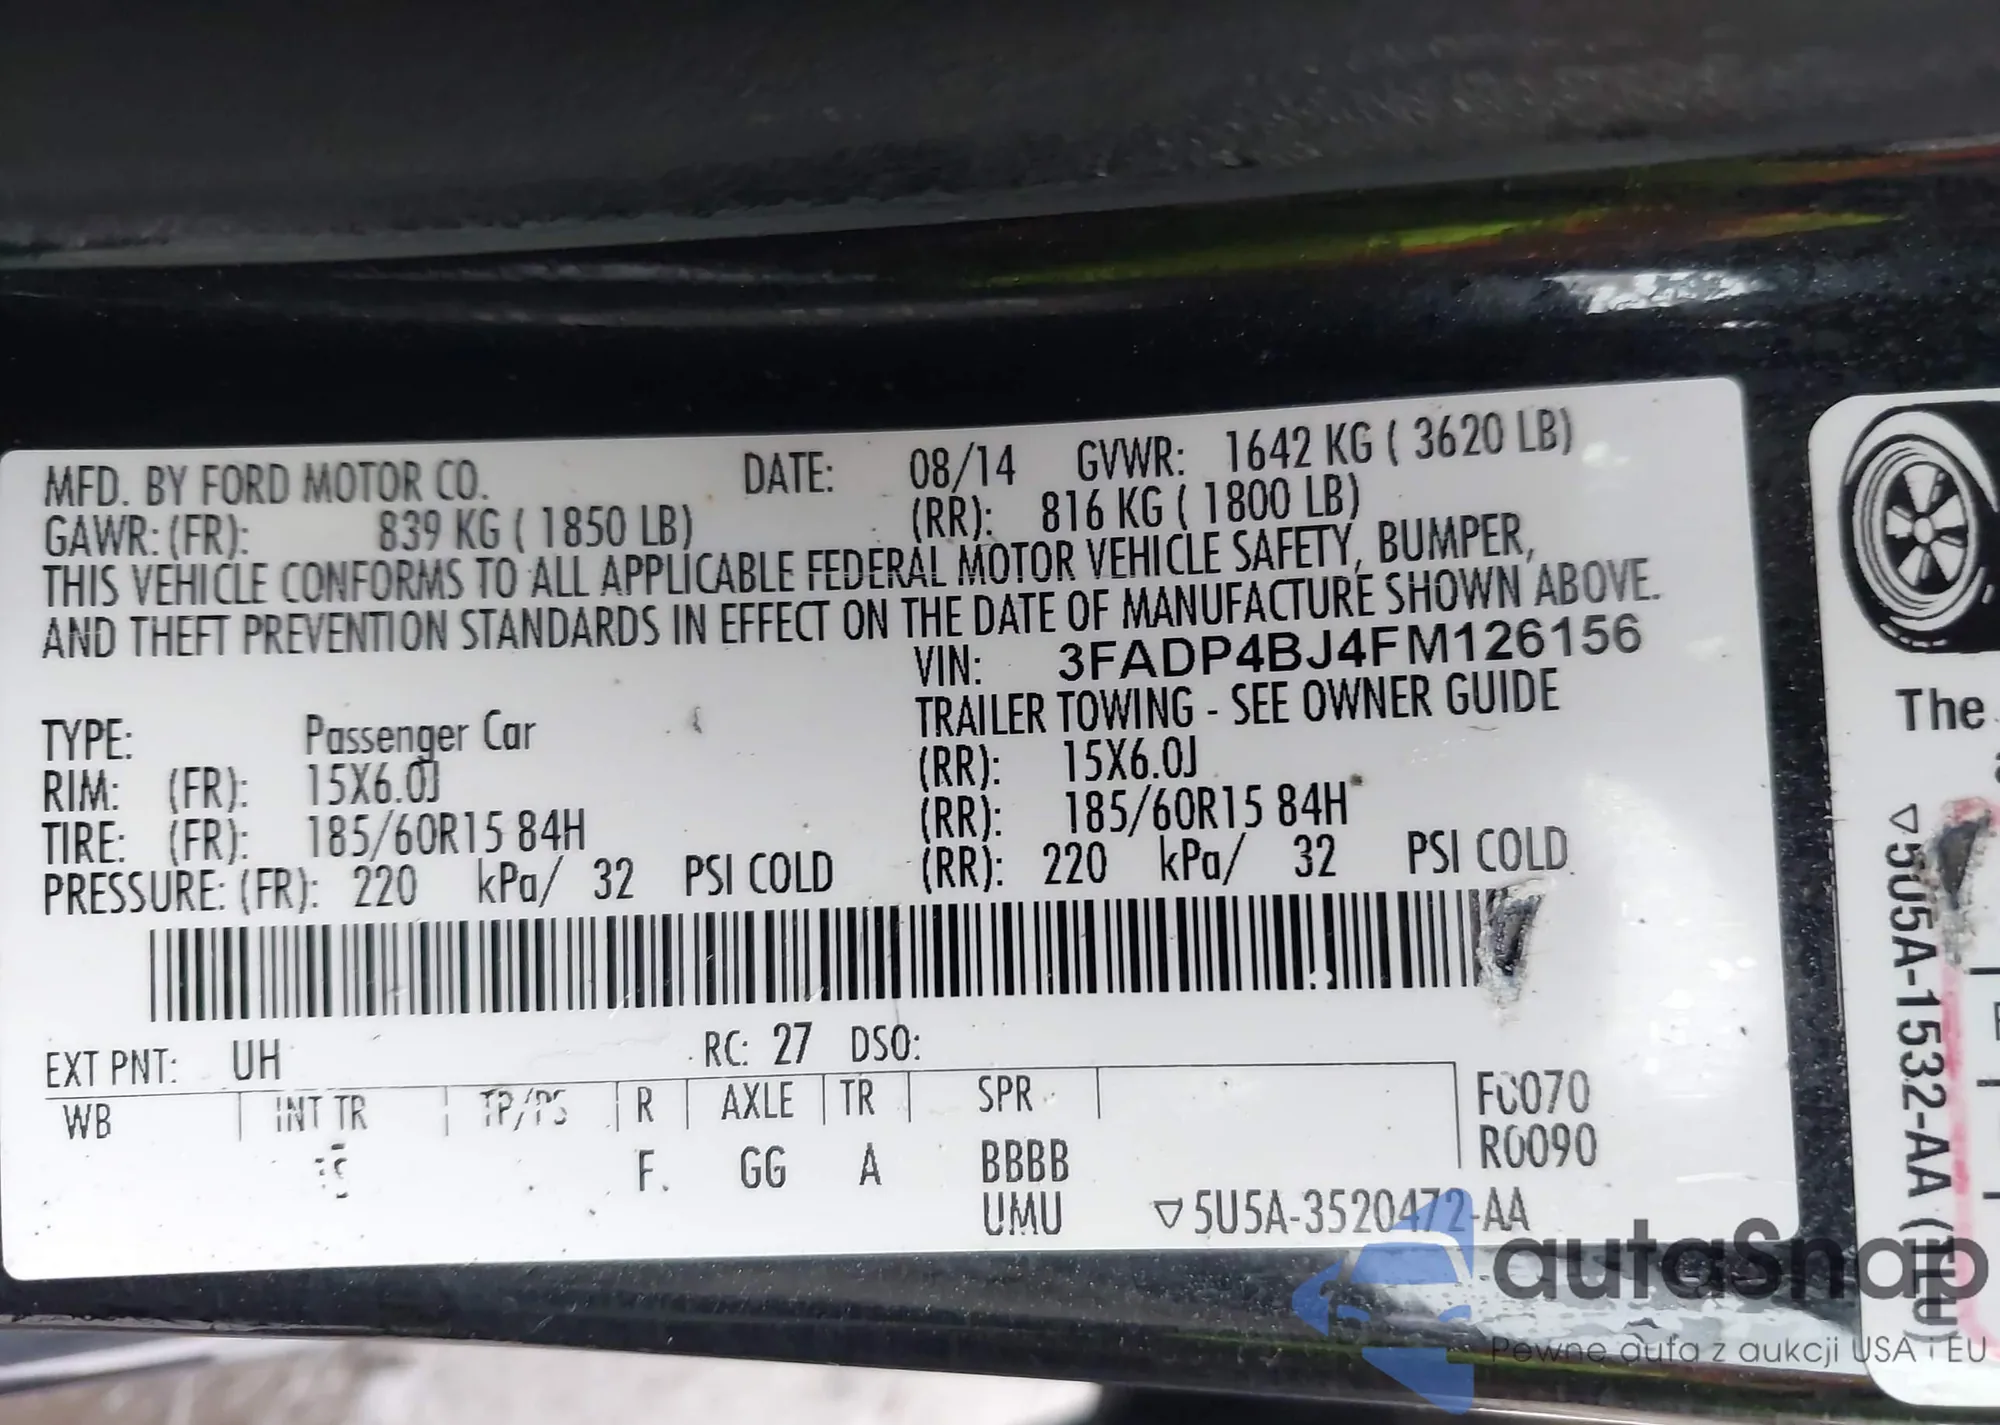 MFD. BY FORD MOTOR CO. DATE: 08/14 GVWR: 1642 KG ( 3620 LB)
GAWR: (FR): 839 KG ( 1850 LB) (RR): 816 KG ( 1800 LB)
THIS VEHICLE CONFORMS TO ALL APPLICABLE FEDERAL MOTOR VEHICLE SAFETY, BUMPER,
AND THEFT PREVENTION STANDARDS IN EFFECT ON THE DATE OF MANUFACTURE SHOWN ABOVE.
VIN: 3FADP4BJ4FM126156
TYPE: Passenger Car TRAILER TOWING - SEE OWNER GUIDE
RIM: (FR): 15X6.0J (RR): 15X6.0J
TIRE: (FR): 185/60R15 84H (RR): 185/60R15 84H
PRESSURE: (FR): 220 kPa/ 32 PSI COLD (RR): 220 kPa/ 32 PSI COLD
EXT PNT: UH RC: 27 DSO:
WB INT TR TP/PS R AXLE TR SPR F0070
F. GG A BBBB R0090
UMU ▽5U5A-3520472-AA
The
▽5U5A-1532-AA
autaSnap
Pewne auta z aukcji USA i EU